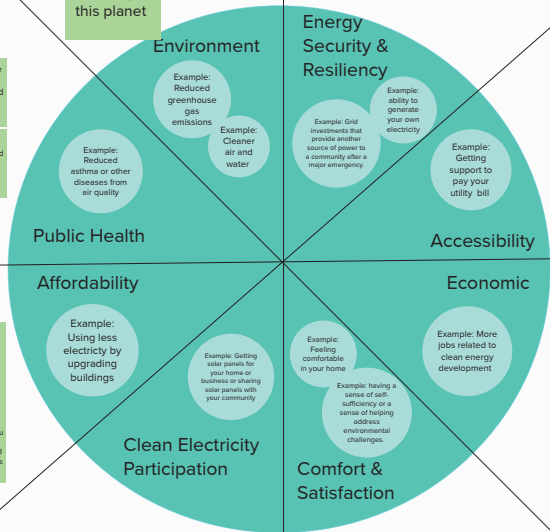 this planet
Environment
Example:
Reduced
greenhouse
gas
emissions
Example:
Cleaner
air and
water
Energy
Security &
Resiliency
Example:
ability to
generate
your own
electricity
Example: Grid
investments that
provide another
source of power to
a community after a
major emergency.
Example:
Getting
support to
pay your
utility bill
Accessibility
Example:
Reduced
asthma or other
diseases from
air quality
Public Health
Affordability
Example:
Using less
electricty by
upgrading
buildings
Example: Getting
solar panels for
your home or
business or sharing
solar panels with
your community
Clean Electricity
Participation
Example:
Feeling
comfortable
in your home
Example: having a
sense of self-
sufficiency or a
sense of helping
address
environmental
challenges.
Comfort &
Satisfaction
Economic
Example: More
jobs related to
clean energy
development